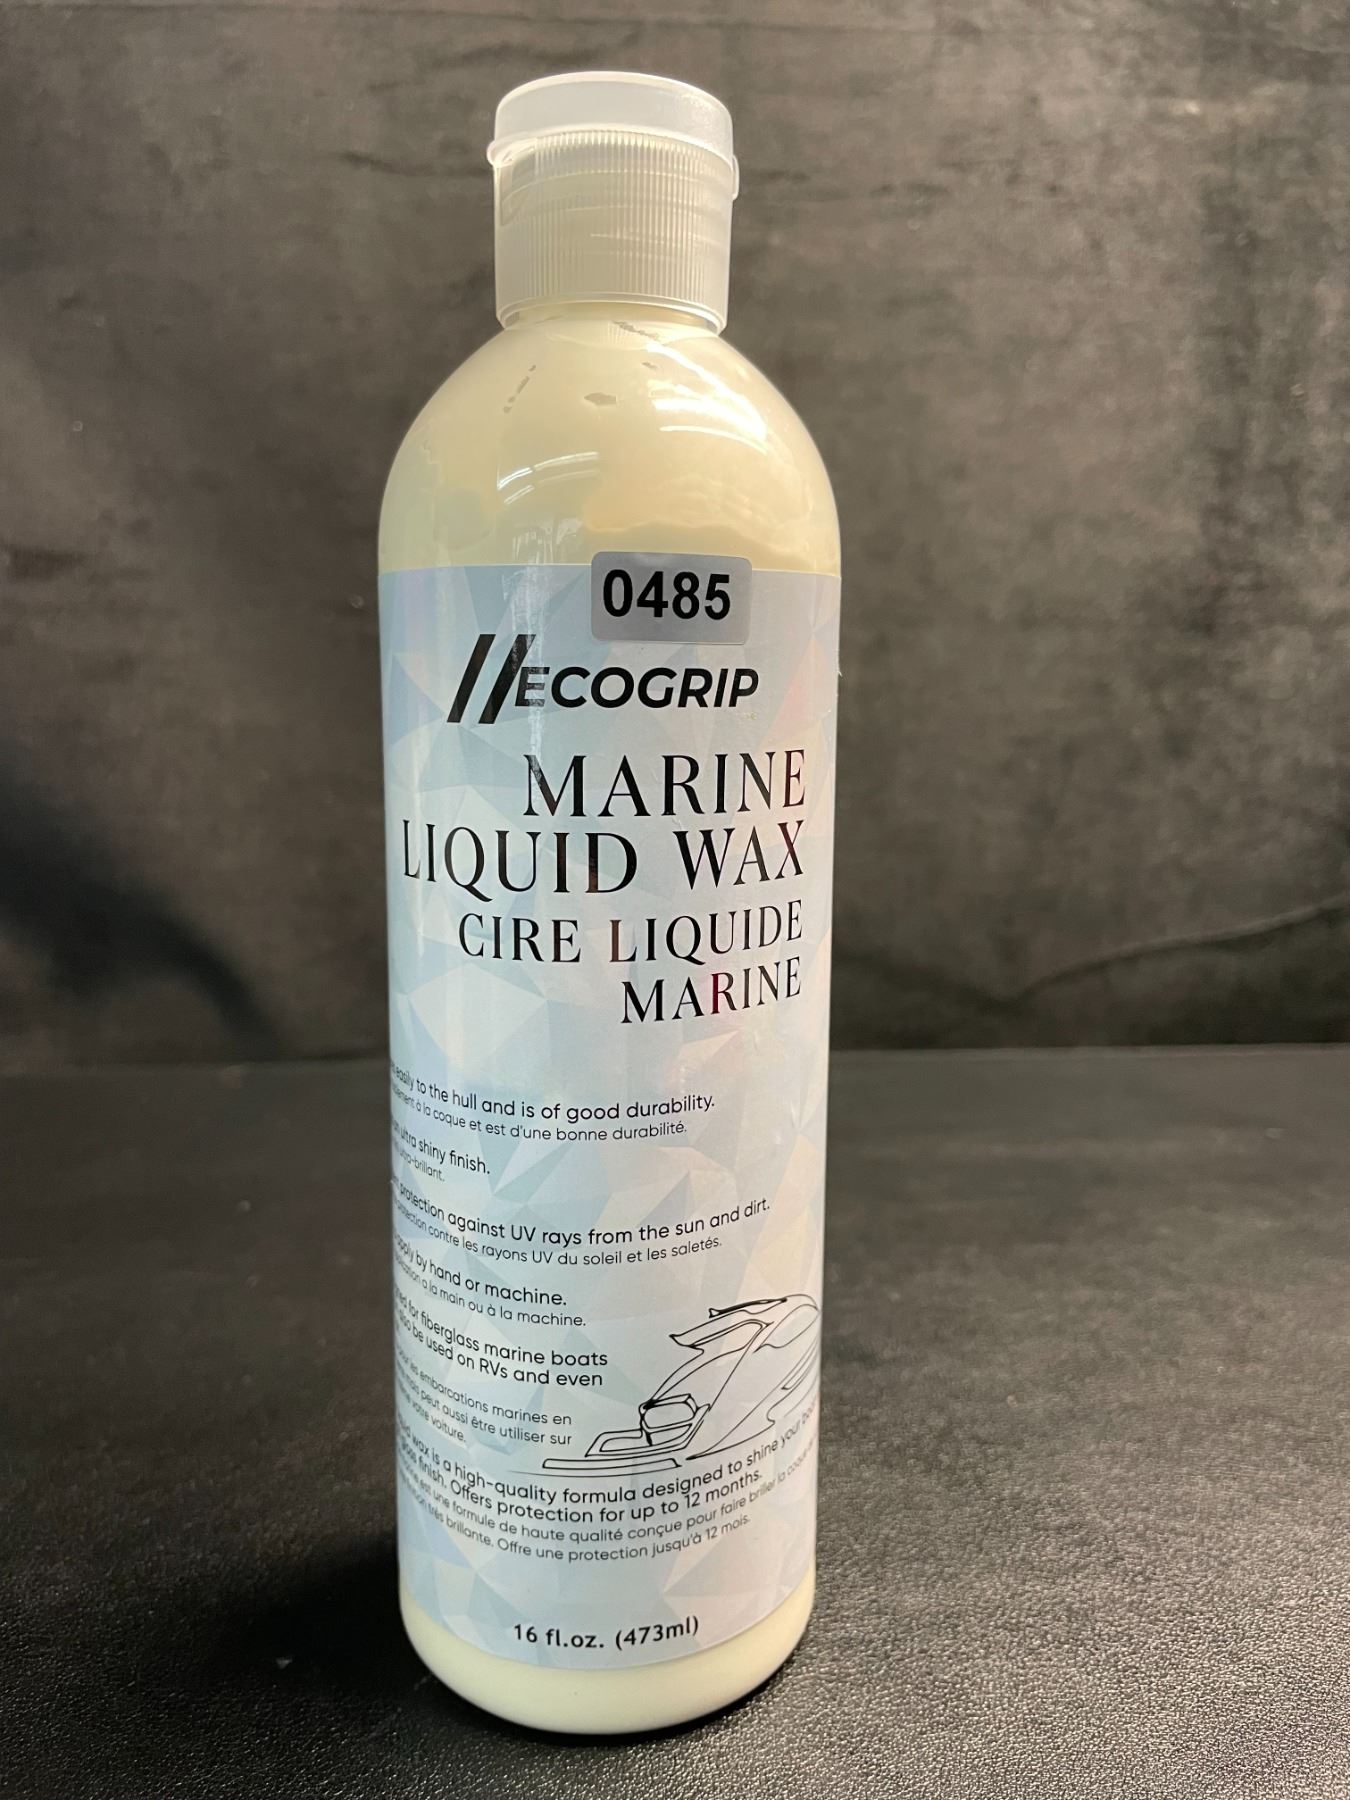 0485
ECOGRIP
MARINE
LIQUID WAX
CIRE LIQUIDE
MARINE
easily to the hull and is of good durability.
à la coque et est d'une bonne durabilité.
ultra shiny finish.
protection against UV rays from the sun and dirt.
contre les rayons UV du soleil et les saletés.
apply by hand or machine.
a la main ou à la machine.
for fiberglass marine boats
also be used on RVs and even
les embarcations marines en
mais peut aussi être utiliser sur
votre voiture.
wax is a high-quality formula designed to shine your
finish. Offers protection for up to 12 months.
est une formule de haute qualité conçue pour faire briller la
très brillante. Offre une protection jusqu'à 12 mois.
16 fl.oz. (473ml)